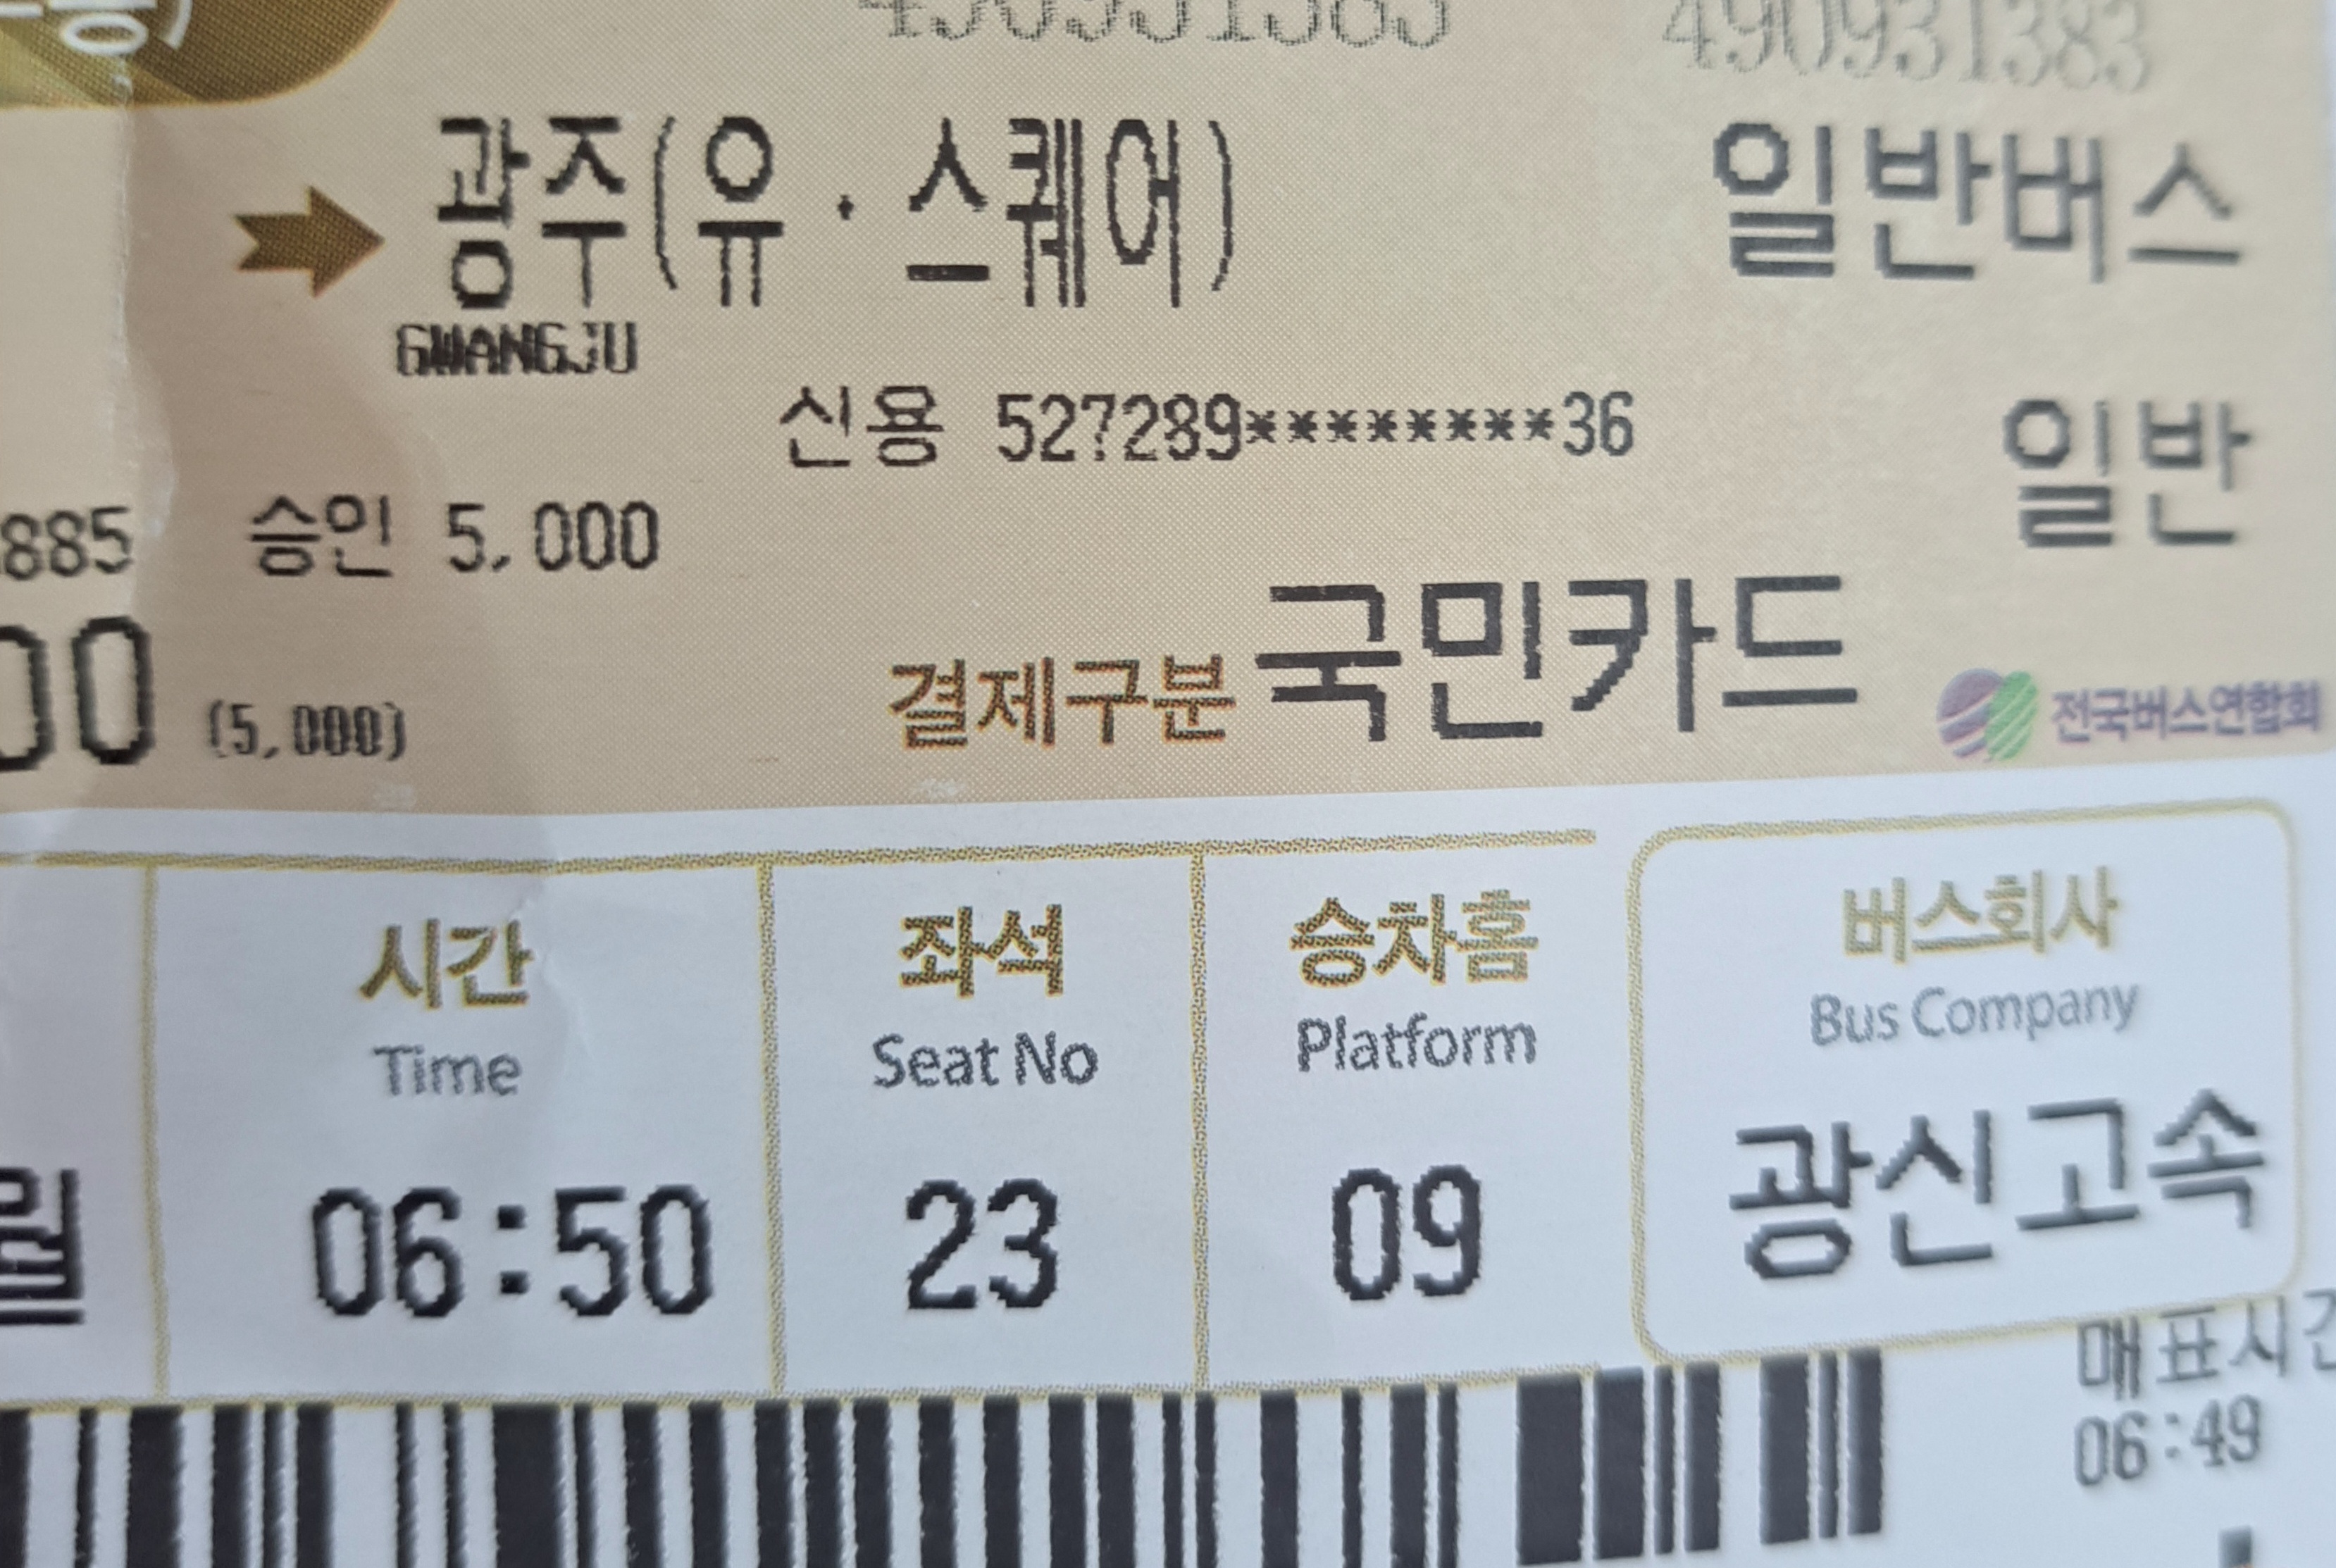 490931383 490931383
광주(유·스퀘어) 일반버스
GWANGJU
신용 527289********36 일반
885 승인 5,000
00 (5,000) 결제구분 국민카드 전국버스연합회
시간 좌석 승차홈 버스회사
Time Seat No Platform Bus Company
06:50 23 09 광신고속
매표시간
06:49